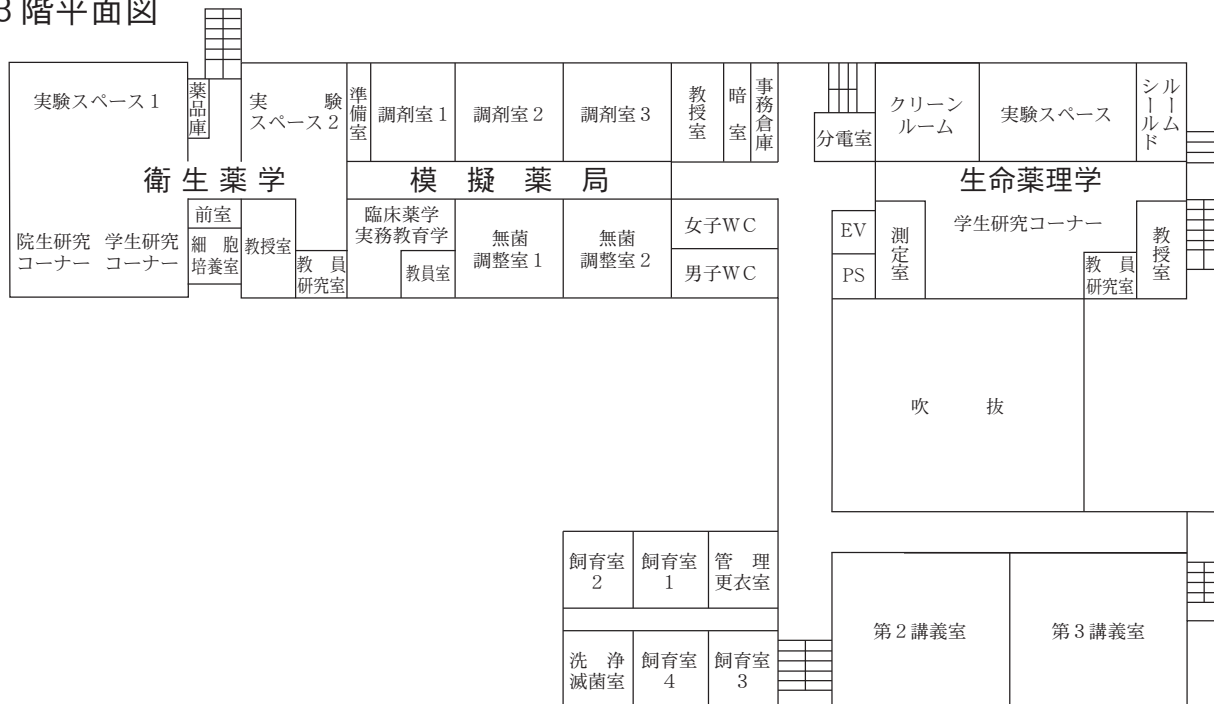 3階平面図
実験スペース1
薬品庫
実験
スペース2
準備室
調剤室1
調剤室2
調剤室3
教授室
暗室
事務倉庫
分電室
クリーン
ルーム
実験スペース
シールド
ルーム
衛生薬学
模擬薬局
生命薬理学
院生研究
コーナー
学生研究
コーナー
前室
細胞
培養室
教授室
教員
研究室
臨床薬学
実務教育学
教員室
無菌
調整室1
無菌
調整室2
女子WC
男子WC
EV
PS
測定室
学生研究コーナー
教員
研究室
教授室
吹抜
飼育室
2
飼育室
1
管理
更衣室
洗浄
滅菌室
飼育室
4
飼育室
3
第2講義室
第3講義室